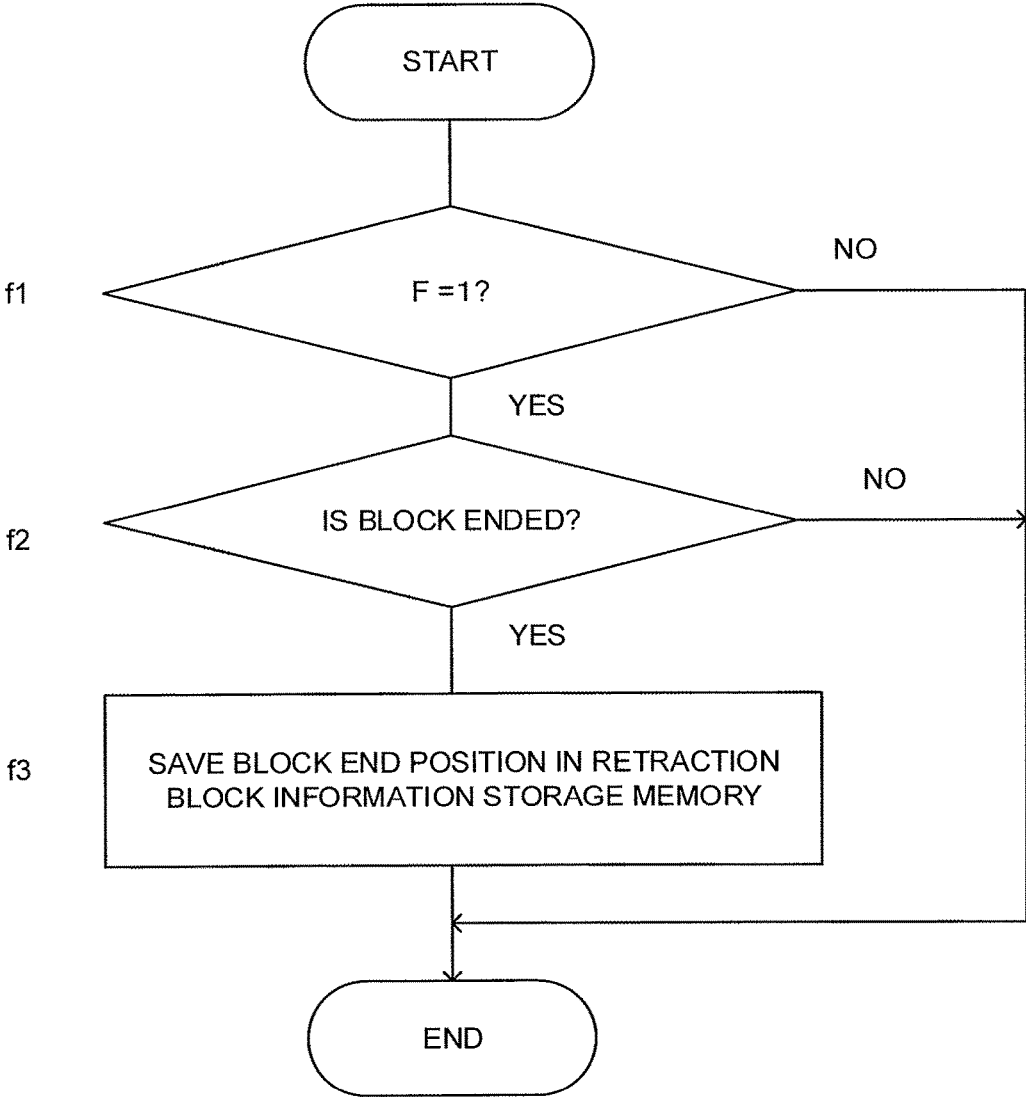 START
NO
f1
F =1?
YES
NO
f2
IS BLOCK ENDED?
YES
f3
SAVE BLOCK END POSITION IN RETRACTION
BLOCK INFORMATION STORAGE MEMORY
END